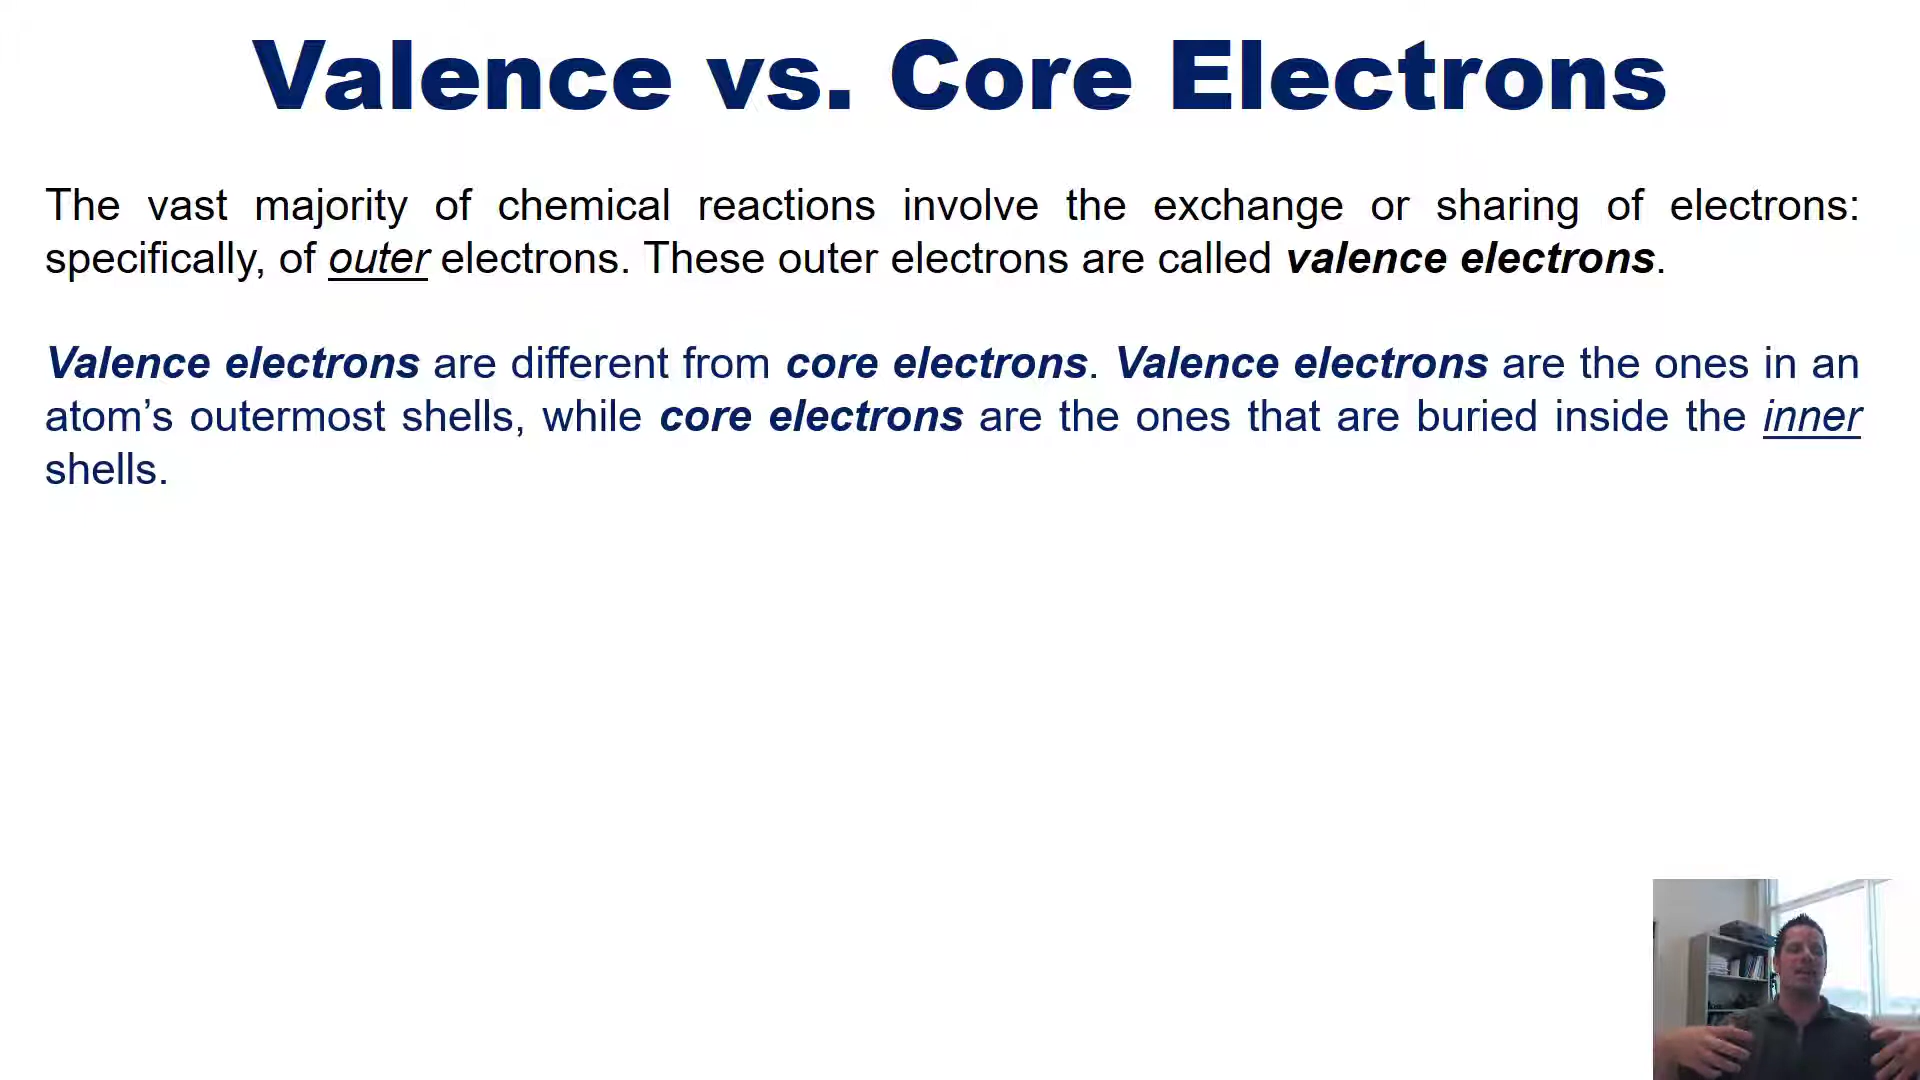 Valence vs. Core Electrons
The vast majority of chemical reactions involve the exchange or sharing of electrons:
specifically, of outer electrons. These outer electrons are called valence electrons.
Valence electrons are different from core electrons. Valence electrons are the ones in an
atom’s outermost shells, while core electrons are the ones that are buried inside the inner
shells.